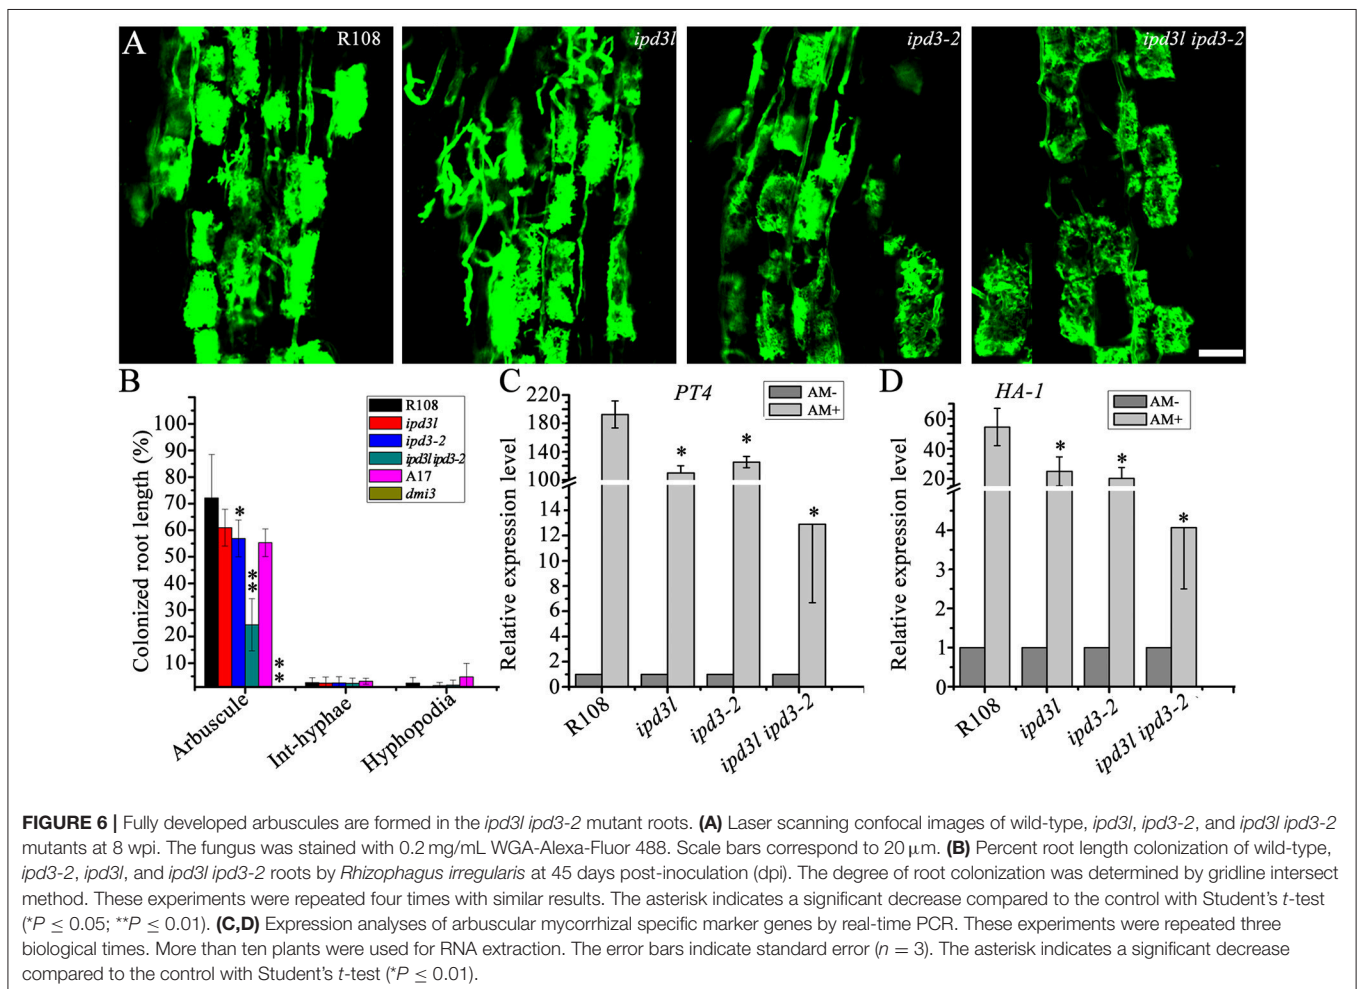 A
R108
ipd3l
ipd3-2
ipd3l ipd3-2
B
Colonized root length (%)
100
90
80
70
60
50
40
30
20
10
R108
ipd3l
ipd3-2
ipd3l ipd3-2
A17
dmi3
*
**
**
Arbuscule
Int-hyphae
Hyphopodia
C
PT4
AM-
AM+
Relative expression level
220
180
140
100
14
12
10
8
6
4
2
0
*
*
*
R108
ipd3l
ipd3-2
ipd3l ipd3-2
D
HA-1
AM-
AM+
Relative expression level
60
50
40
30
20
4
3
2
1
0
*
*
*
R108
ipd3l
ipd3-2
ipd3l ipd3-2
FIGURE 6 | Fully developed arbuscules are formed in the ipd3l ipd3-2 mutant roots. (A) Laser scanning confocal images of wild-type, ipd3l, ipd3-2, and ipd3l ipd3-2
mutants at 8 wpi. The fungus was stained with 0.2 mg/mL WGA-Alexa-Fluor 488. Scale bars correspond to 20 μm. (B) Percent root length colonization of wild-type,
ipd3-2, ipd3l, and ipd3l ipd3-2 roots by Rhizophagus irregularis at 45 days post-inoculation (dpi). The degree of root colonization was determined by gridline intersect
method. These experiments were repeated four times with similar results. The asterisk indicates a significant decrease compared to the control with Student's t-test
(*P ≤ 0.05; **P ≤ 0.01). (C,D) Expression analyses of arbuscular mycorrhizal specific marker genes by real-time PCR. These experiments were repeated three
biological times. More than ten plants were used for RNA extraction. The error bars indicate standard error (n = 3). The asterisk indicates a significant decrease
compared to the control with Student's t-test (*P ≤ 0.01).